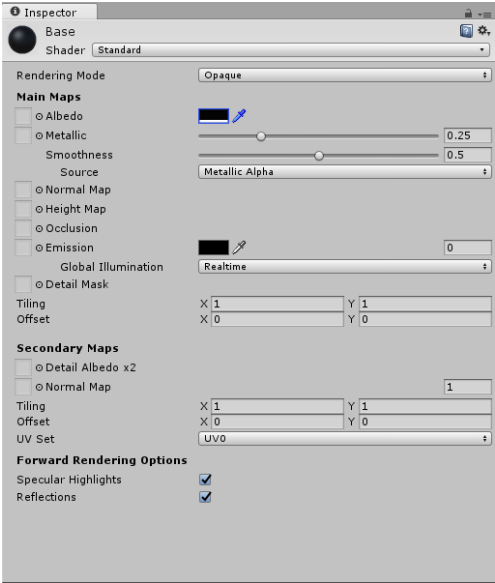 Inspector
Base
Shader Standard
Rendering Mode Opaque
Main Maps
Albedo
Metallic 0.25
Smoothness 0.5
Source Metallic Alpha
Normal Map
Height Map
Occlusion
Emission 0
Global Illumination Realtime
Detail Mask
Tiling X 1 Y 1
Offset X 0 Y 0
Secondary Maps
Detail Albedo x2
Normal Map 1
Tiling X 1 Y 1
Offset X 0 Y 0
UV Set UV0
Forward Rendering Options
Specular Highlights
Reflections